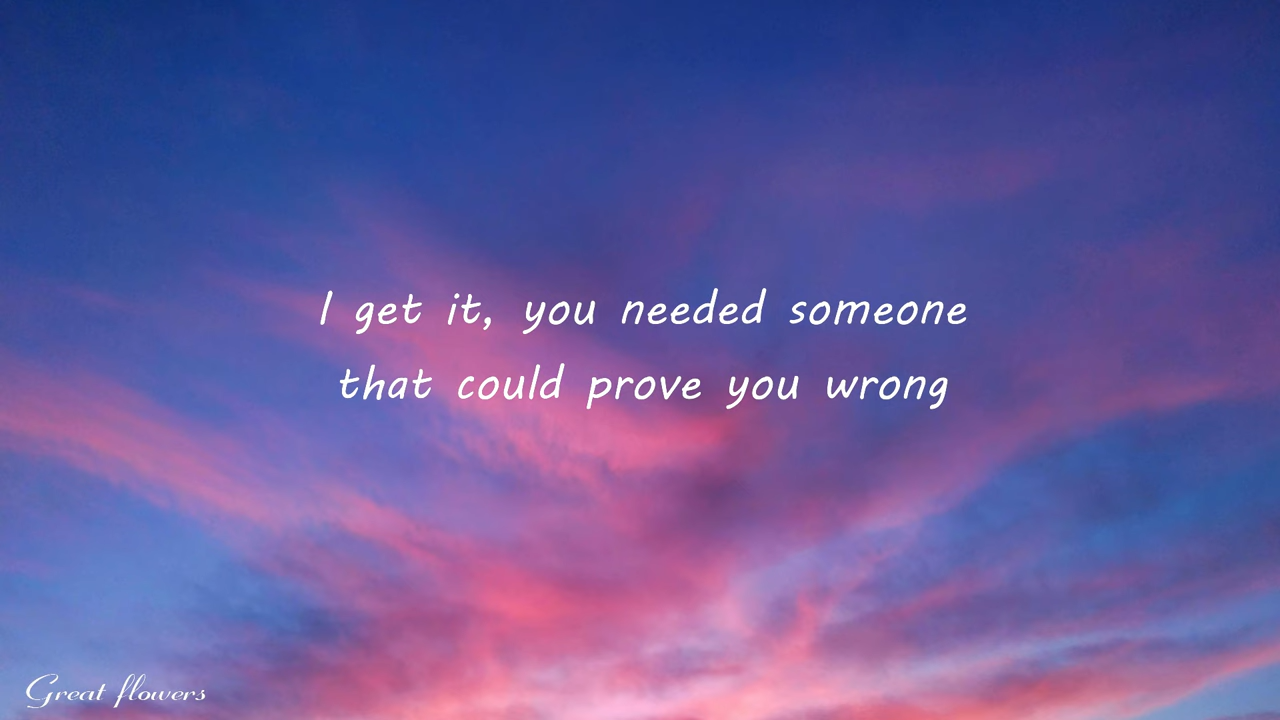 I get it, you needed someone
that could prove you wrong
Great flowers